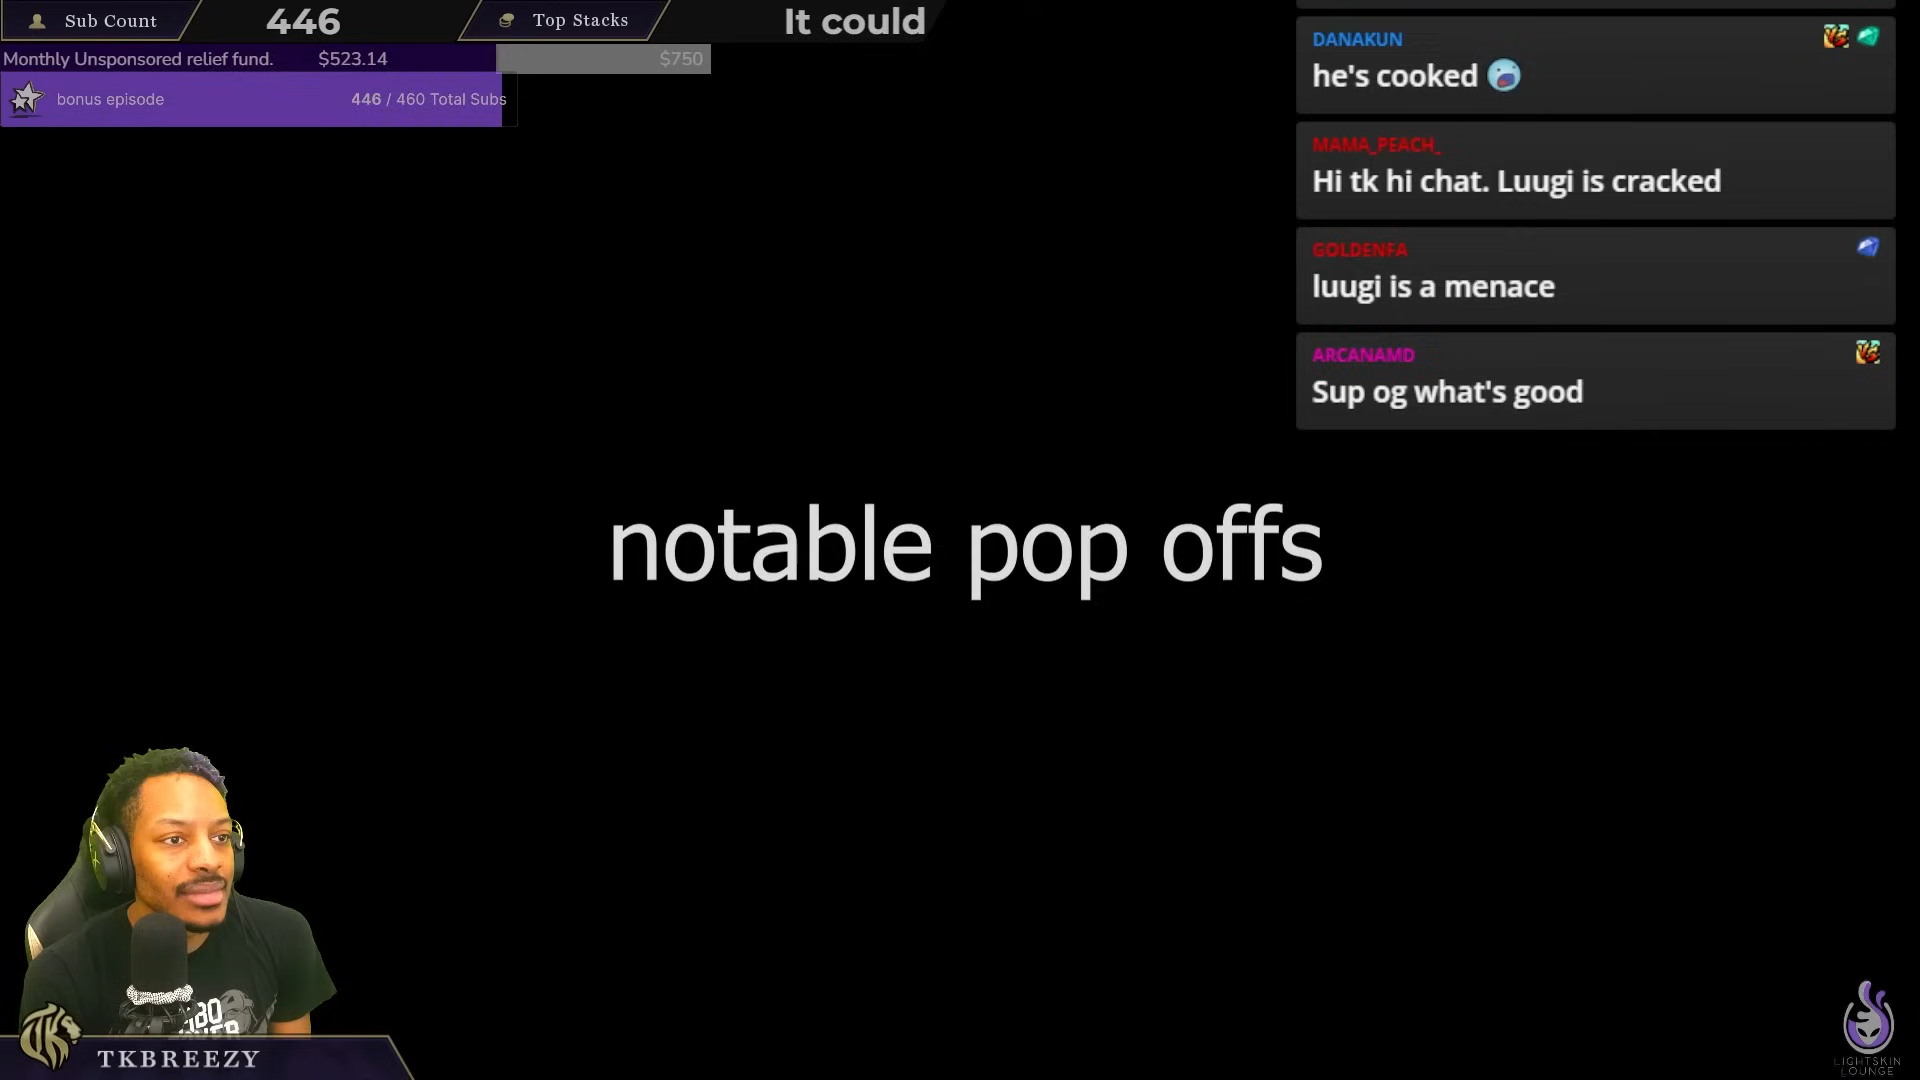 Sub Count
446
Top Stacks
It could
Monthly Unsponsored relief fund.
$523.14
$750
bonus episode
446 / 460 Total Subs
DANAKUN
he's cooked
MAMA_PEACH_
Hi tk hi chat. Luugi is cracked
GOLDENFA
luugi is a menace
ARCANAMD
Sup og what's good
notable pop offs
TK
TKBREEZY
LIGHTSKIN
LOUNGE